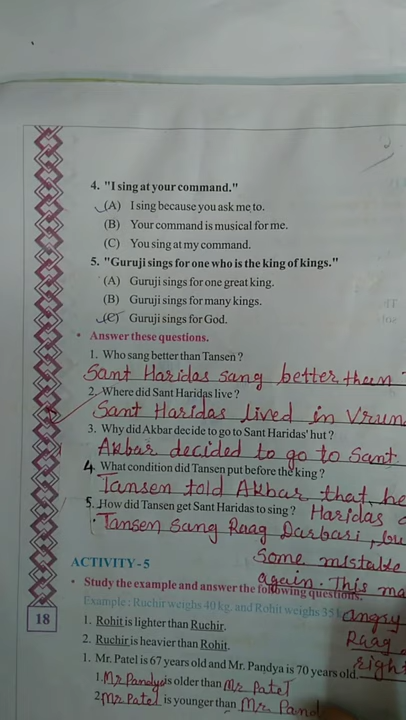 4. "I sing at your command."
(A) I sing because you ask me to.
(B) Your command is musical for me.
(C) You sing at my command.
5. "Guruji sings for one who is the king of kings."
(A) Guruji sings for one great king.
(B) Guruji sings for many kings.
(C) Guruji sings for God.
• Answer these questions.
1. Who sang better than Tansen ?
Sant Haridas sang better than
2. Where did Sant Haridas live ?
Sant Haridas lived in
3. Why did Akbar decide to go to Sant Haridas' hut ?
Akbar decided to go to Sant
4. What condition did Tansen put before the king ?
Tansen told Akbar that he
5. How did Tansen get Sant Haridas to sing ? Haridas
Tansen sang Raag Darbari,
Some mistake
ACTIVITY-5
again. This
• Study the example and answer the following questions.
Example : Ruchir weighs 40 kg. and Rohit weighs 35
angry
18
1. Rohit is lighter than Ruchir.
Raag
2. Ruchir is heavier than Rohit.
right
1. Mr. Patel is 67 years old and Mr. Pandya is 70 years old.
1. Mr Pandya is older than Mr Patel
2. Mr Patel is younger than Mr. Pand